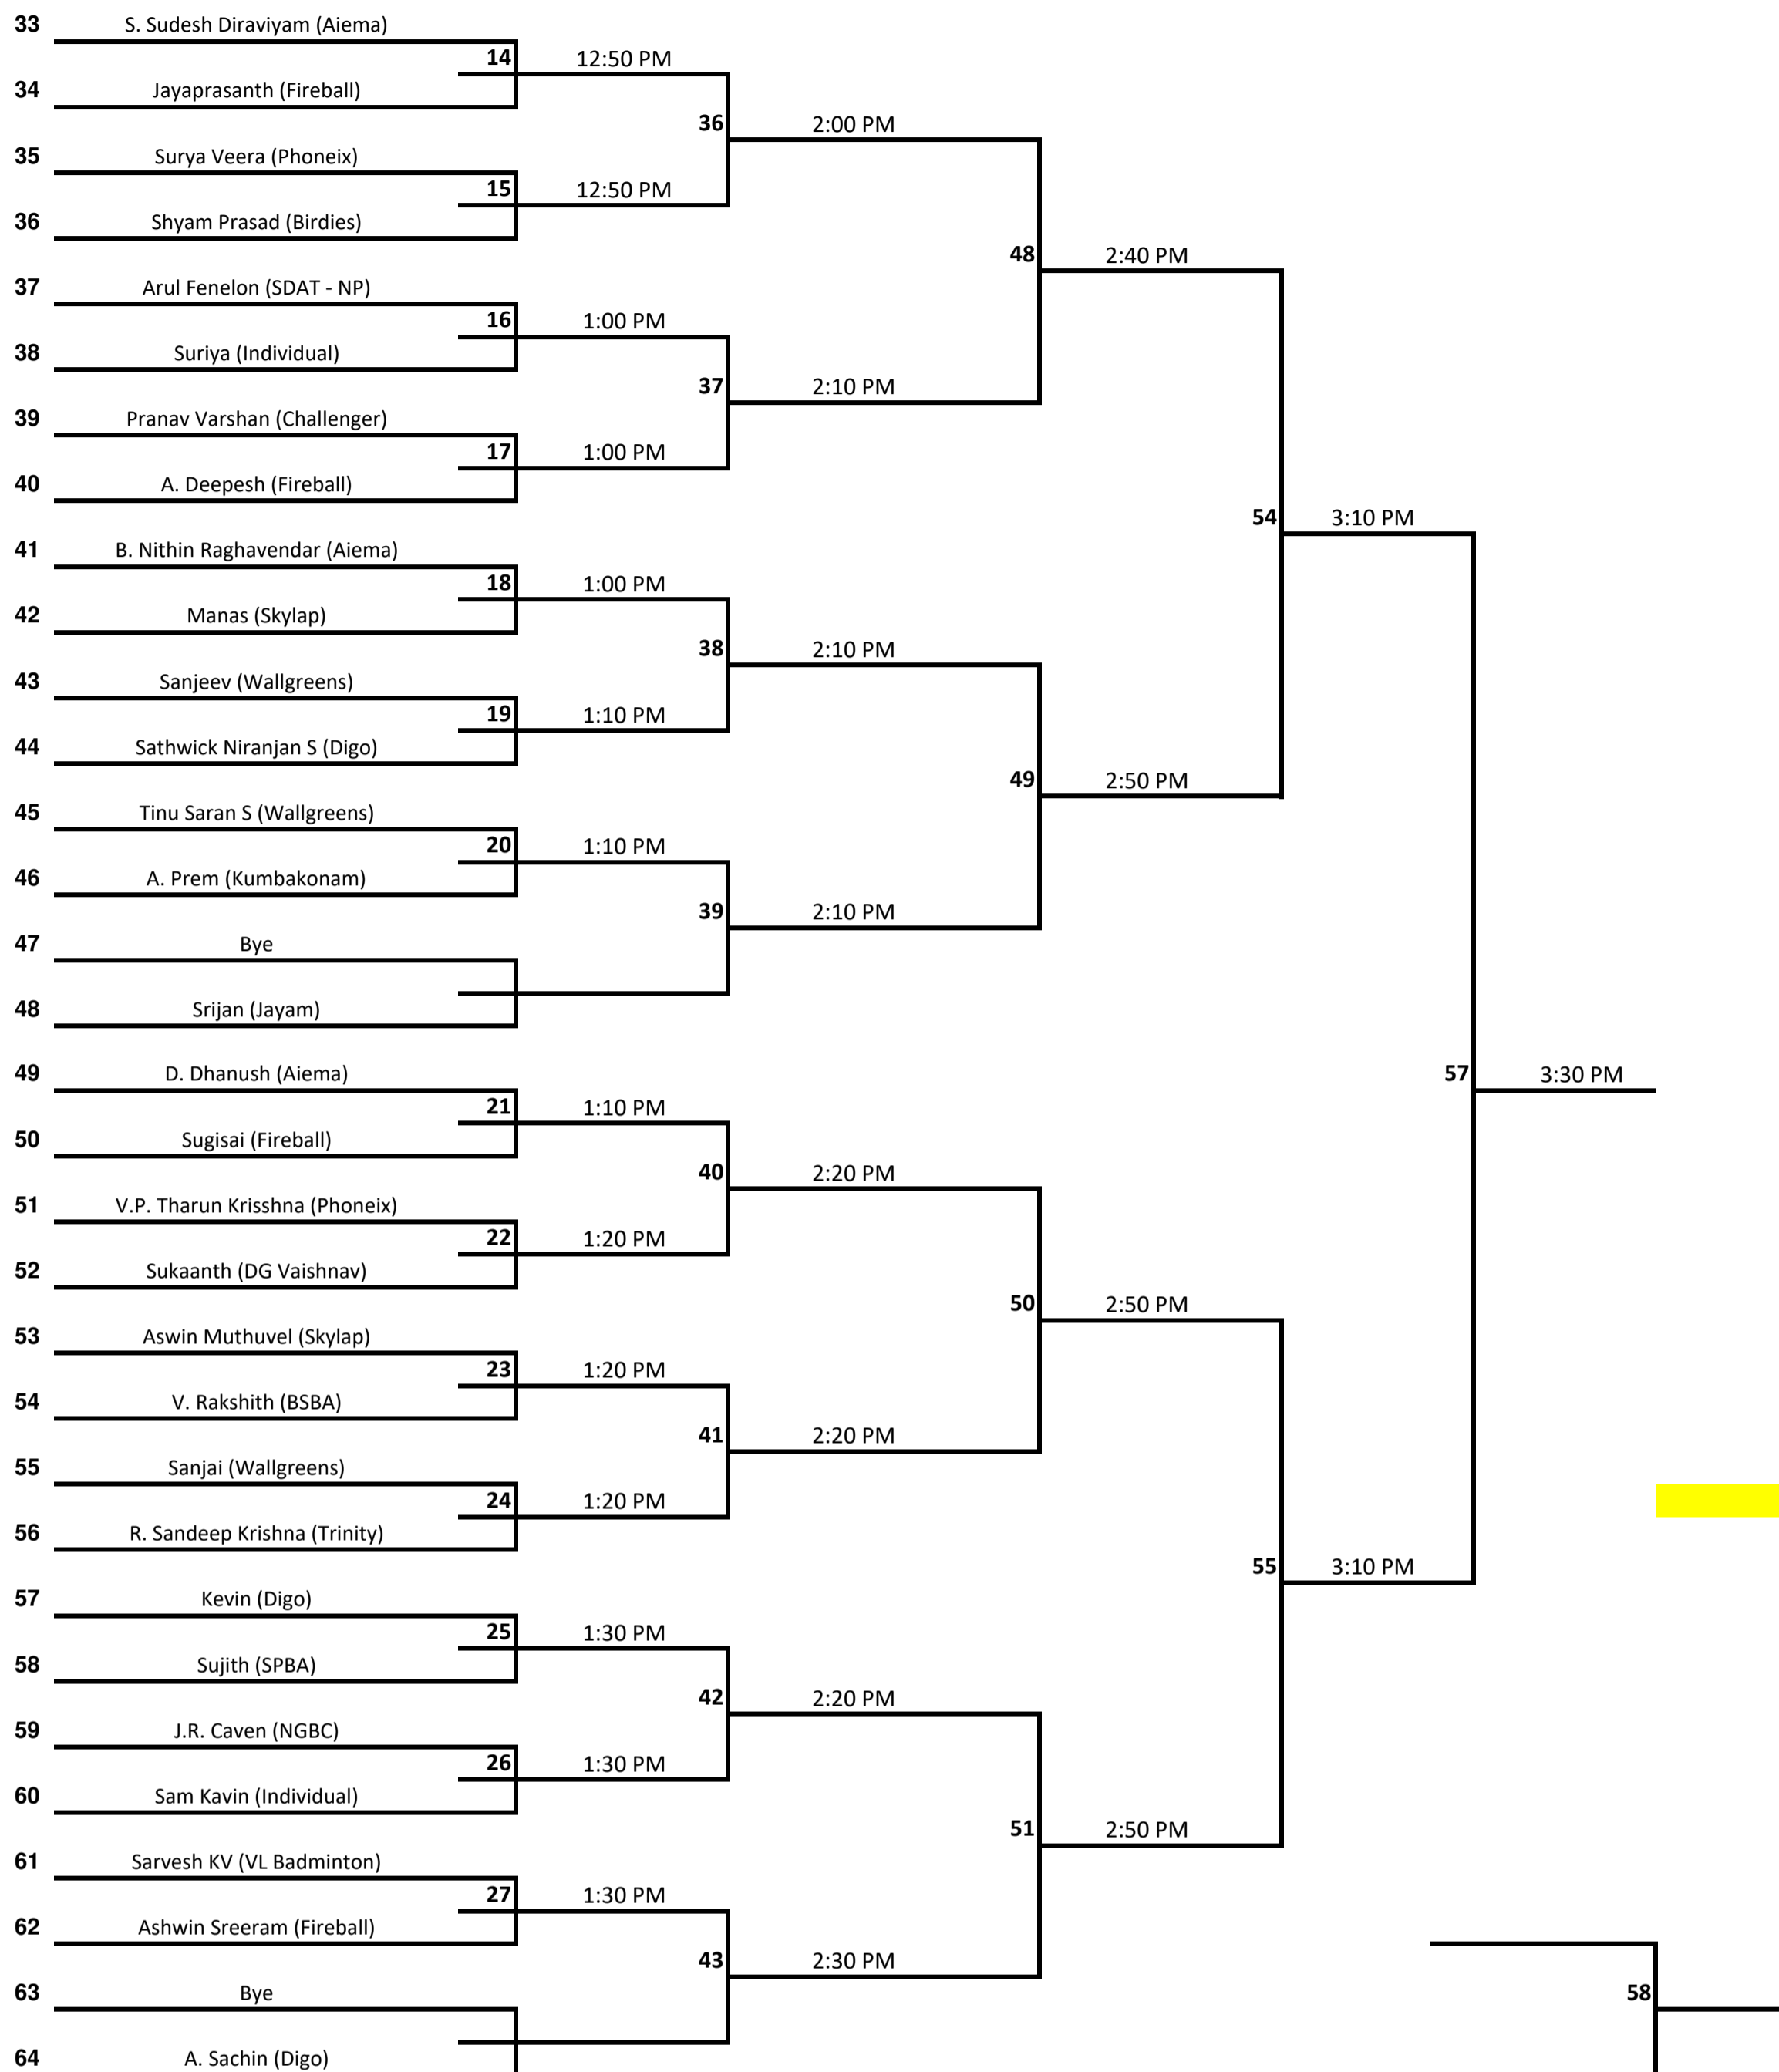 33 S. Sudesh Diraviyam (Aiema)
14 12:50 PM
34 Jayaprasanth (Fireball)
36 2:00 PM
35 Surya Veera (Phoneix)
15 12:50 PM
36 Shyam Prasad (Birdies)
48 2:40 PM
37 Arul Fenelon (SDAT - NP)
16 1:00 PM
38 Suriya (Individual)
37 2:10 PM
39 Pranav Varshan (Challenger)
17 1:00 PM
40 A. Deepesh (Fireball)
54 3:10 PM
41 B. Nithin Raghavendar (Aiema)
18 1:00 PM
42 Manas (Skylap)
38 2:10 PM
43 Sanjeev (Wallgreens)
19 1:10 PM
44 Sathwick Niranjan S (Digo)
49 2:50 PM
45 Tinu Saran S (Wallgreens)
20 1:10 PM
46 A. Prem (Kumbakonam)
39 2:10 PM
47 Bye
48 Srijan (Jayam)
49 D. Dhanush (Aiema)
57 3:30 PM
21 1:10 PM
50 Sugisai (Fireball)
40 2:20 PM
51 V.P. Tharun Krisshna (Phoneix)
22 1:20 PM
52 Sukaanth (DG Vaishnav)
50 2:50 PM
53 Aswin Muthuvel (Skylap)
23 1:20 PM
54 V. Rakshith (BSBA)
41 2:20 PM
55 Sanjai (Wallgreens)
24 1:20 PM
56 R. Sandeep Krishna (Trinity)
55 3:10 PM
57 Kevin (Digo)
25 1:30 PM
58 Sujith (SPBA)
42 2:20 PM
59 J.R. Caven (NGBC)
26 1:30 PM
60 Sam Kavin (Individual)
51 2:50 PM
61 Sarvesh KV (VL Badminton)
27 1:30 PM
62 Ashwin Sreeram (Fireball)
43 2:30 PM
63 Bye
58
64 A. Sachin (Digo)